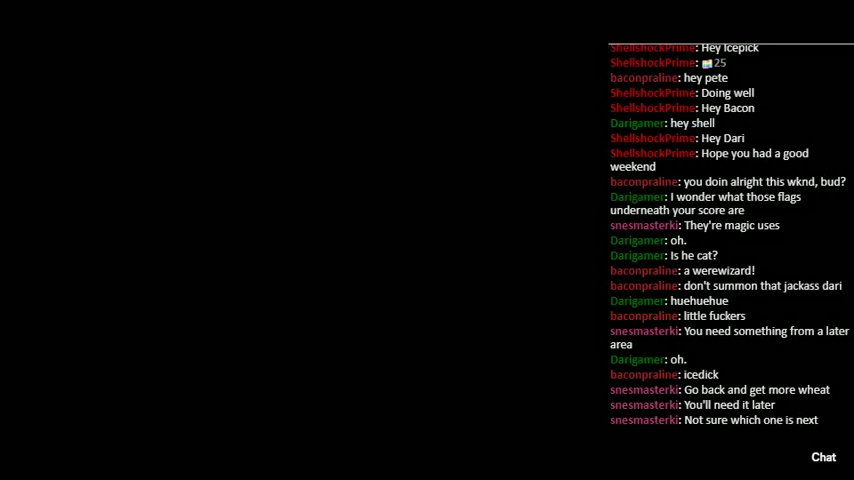 ShellshockPrime: Hey Icepick
ShellshockPrime: 25
baconpraline: hey pete
ShellshockPrime: Doing well
ShellshockPrime: Hey Bacon
Darigamer: hey shell
ShellshockPrime: Hey Dari
ShellshockPrime: Hope you had a good
weekend
baconpraline: you doin alright this wknd, bud?
Darigamer: I wonder what those flags
underneath your score are
snesmasterki: They're magic uses
Darigamer: oh.
Darigamer: Is he cat?
baconpraline: a werewizard!
baconpraline: don't summon that jackass dari
Darigamer: huehuehue
baconpraline: little fuckers
snesmasterki: You need something from a later
area
Darigamer: oh.
baconpraline: icedick
snesmasterki: Go back and get more wheat
snesmasterki: You'll need it later
snesmasterki: Not sure which one is next
Chat